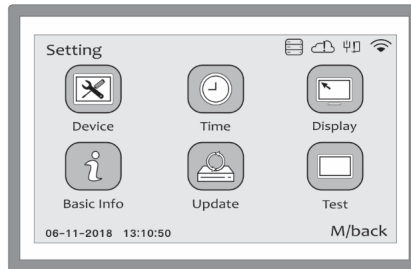 Setting
Device Time Display
Basic Info Update Test
06-11-2018 13:10:50 M/back